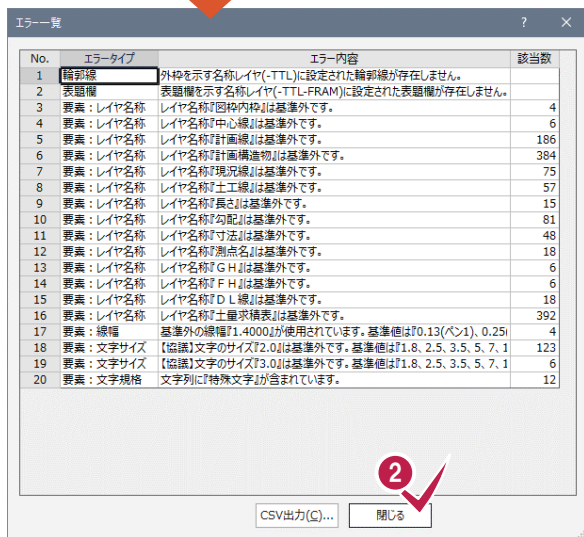 エラー一覧 ? ×
No. エラータイプ エラー内容 該当数
1 輪郭線 外枠を示す名称レイヤ(-TTL)に設定された輪郭線が存在しません。
2 表題欄 表題欄を示す名称レイヤ(-TTL-FRAM)に設定された表題欄が存在しません。
3 要素：レイヤ名称 レイヤ名称『図枠内枠』は基準外です。 4
4 要素：レイヤ名称 レイヤ名称『中心線』は基準外です。 6
5 要素：レイヤ名称 レイヤ名称『計画線』は基準外です。 186
6 要素：レイヤ名称 レイヤ名称『計画構造物』は基準外です。 384
7 要素：レイヤ名称 レイヤ名称『現況線』は基準外です。 75
8 要素：レイヤ名称 レイヤ名称『土工線』は基準外です。 57
9 要素：レイヤ名称 レイヤ名称『長さ』は基準外です。 15
10 要素：レイヤ名称 レイヤ名称『勾配』は基準外です。 81
11 要素：レイヤ名称 レイヤ名称『寸法』は基準外です。 48
12 要素：レイヤ名称 レイヤ名称『測点名』は基準外です。 18
13 要素：レイヤ名称 レイヤ名称『ＧＨ』は基準外です。 6
14 要素：レイヤ名称 レイヤ名称『ＦＨ』は基準外です。 6
15 要素：レイヤ名称 レイヤ名称『ＤＬ線』は基準外です。 18
16 要素：レイヤ名称 レイヤ名称『土量求積表』は基準外です。 392
17 要素：線幅 基準外の線幅『1.4000』が使用されています。基準値は『0.13(ペン1)、0.25( 4
18 要素：文字サイズ 【協議】文字のサイズ『2.0』は基準外です。基準値は『1.8、2.5、3.5、5、7、1 123
19 要素：文字サイズ 【協議】文字のサイズ『3.0』は基準外です。基準値は『1.8、2.5、3.5、5、7、1 6
20 要素：文字規格 文字列に『特殊文字』が含まれています。 12
2
CSV出力(C)... 閉じる